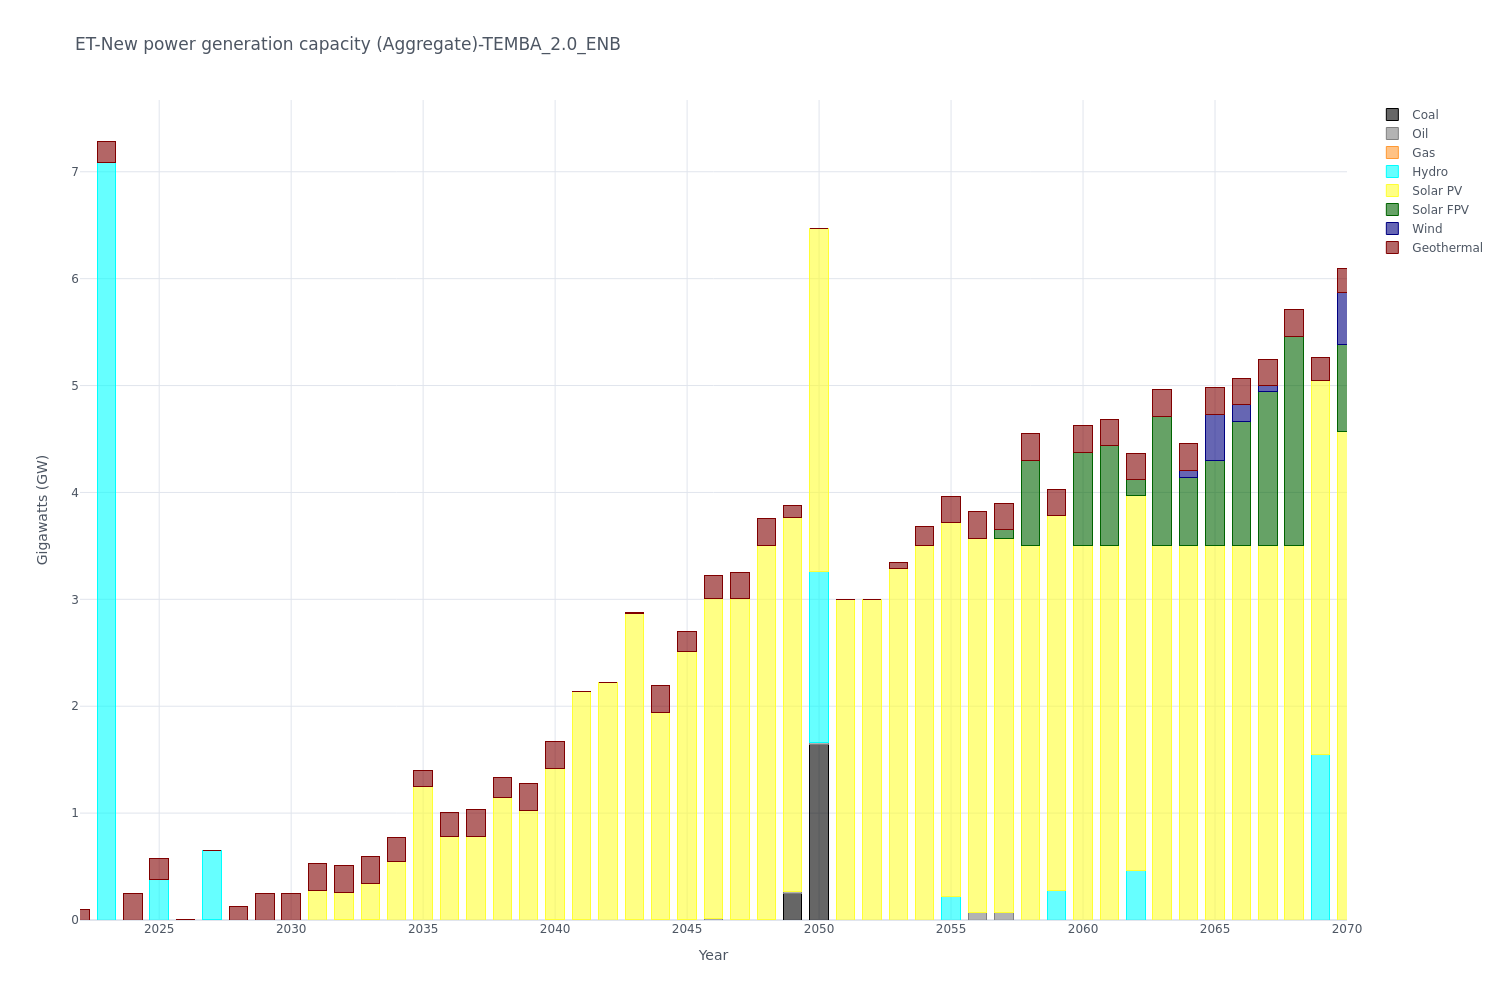 ET-New power generation capacity (Aggregate)-TEMBA_2.0_ENB
Coal
Oil
Gas
Hydro
Solar PV
Solar FPV
Wind
Geothermal
Gigawatts (GW)
7
6
5
4
3
2
1
0
2025
2030
2035
2040
2045
2050
2055
2060
2065
2070
Year